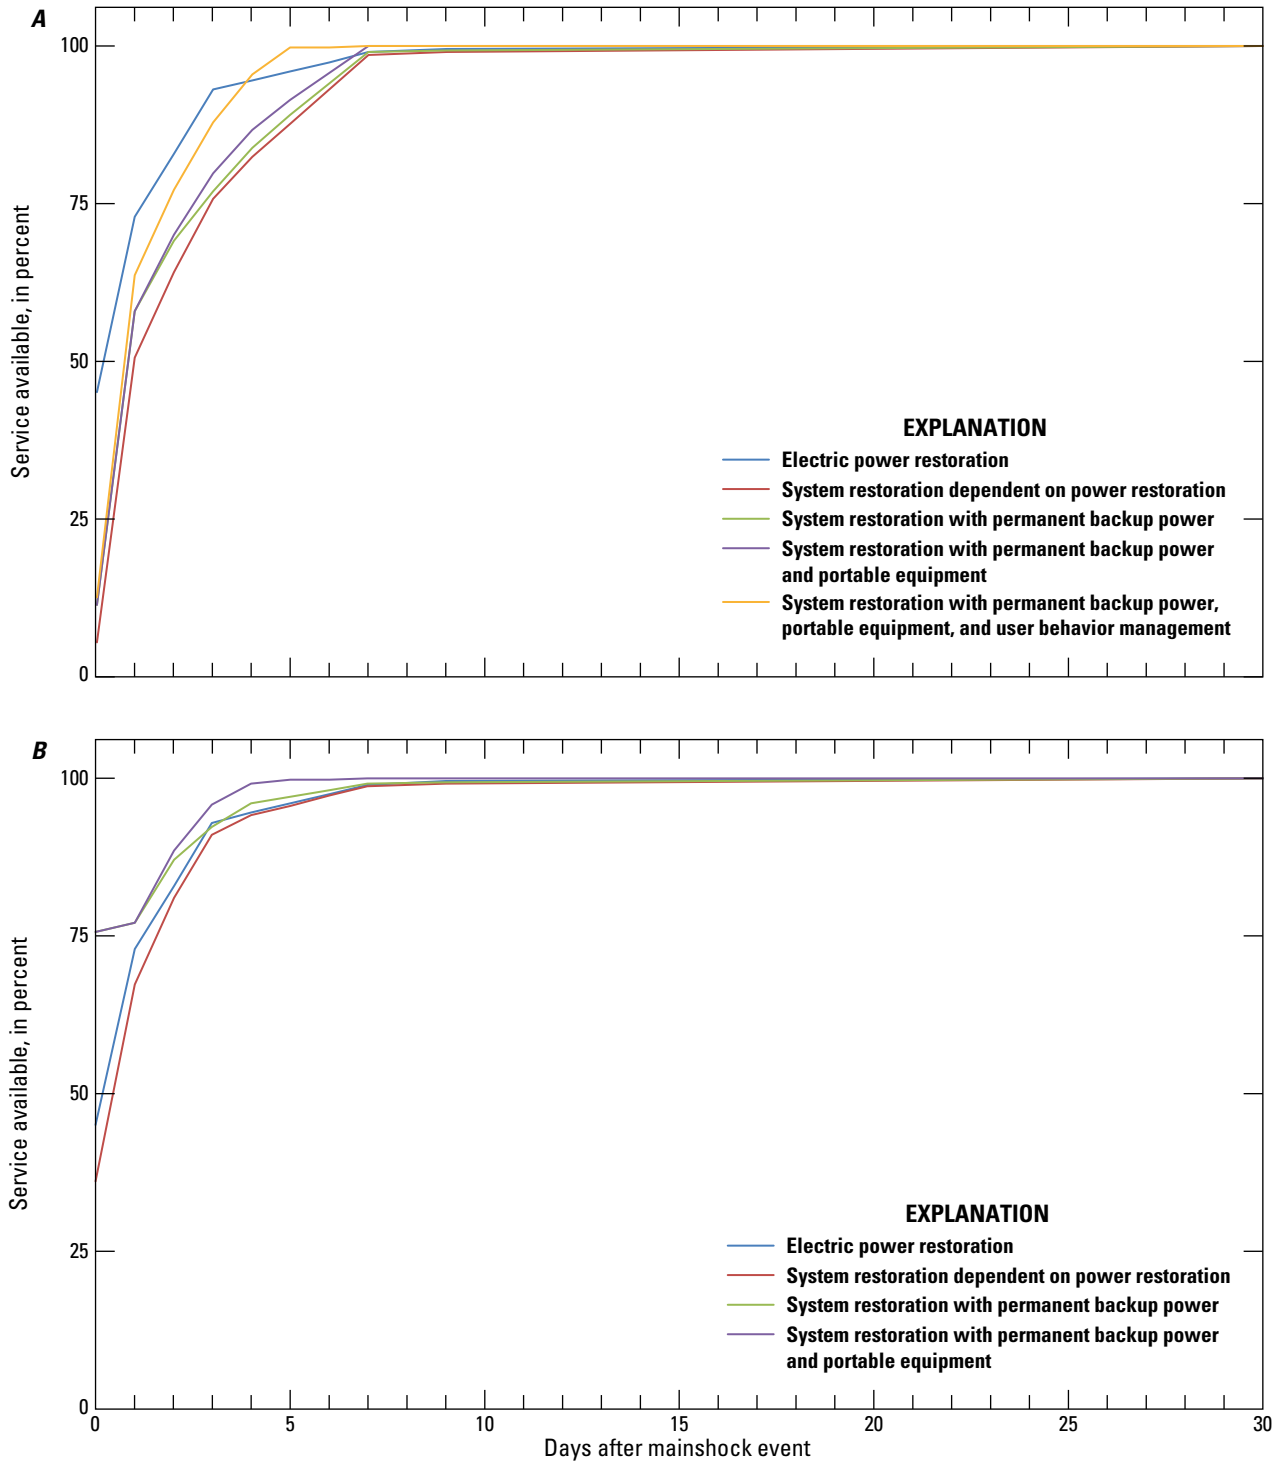 A
100
75
50
25
0
Service available, in percent
EXPLANATION
Electric power restoration
System restoration dependent on power restoration
System restoration with permanent backup power
System restoration with permanent backup power
and portable equipment
System restoration with permanent backup power,
portable equipment, and user behavior management
B
100
75
50
25
0
Service available, in percent
EXPLANATION
Electric power restoration
System restoration dependent on power restoration
System restoration with permanent backup power
System restoration with permanent backup power
and portable equipment
0 5 10 15 20 25 30
Days after mainshock event